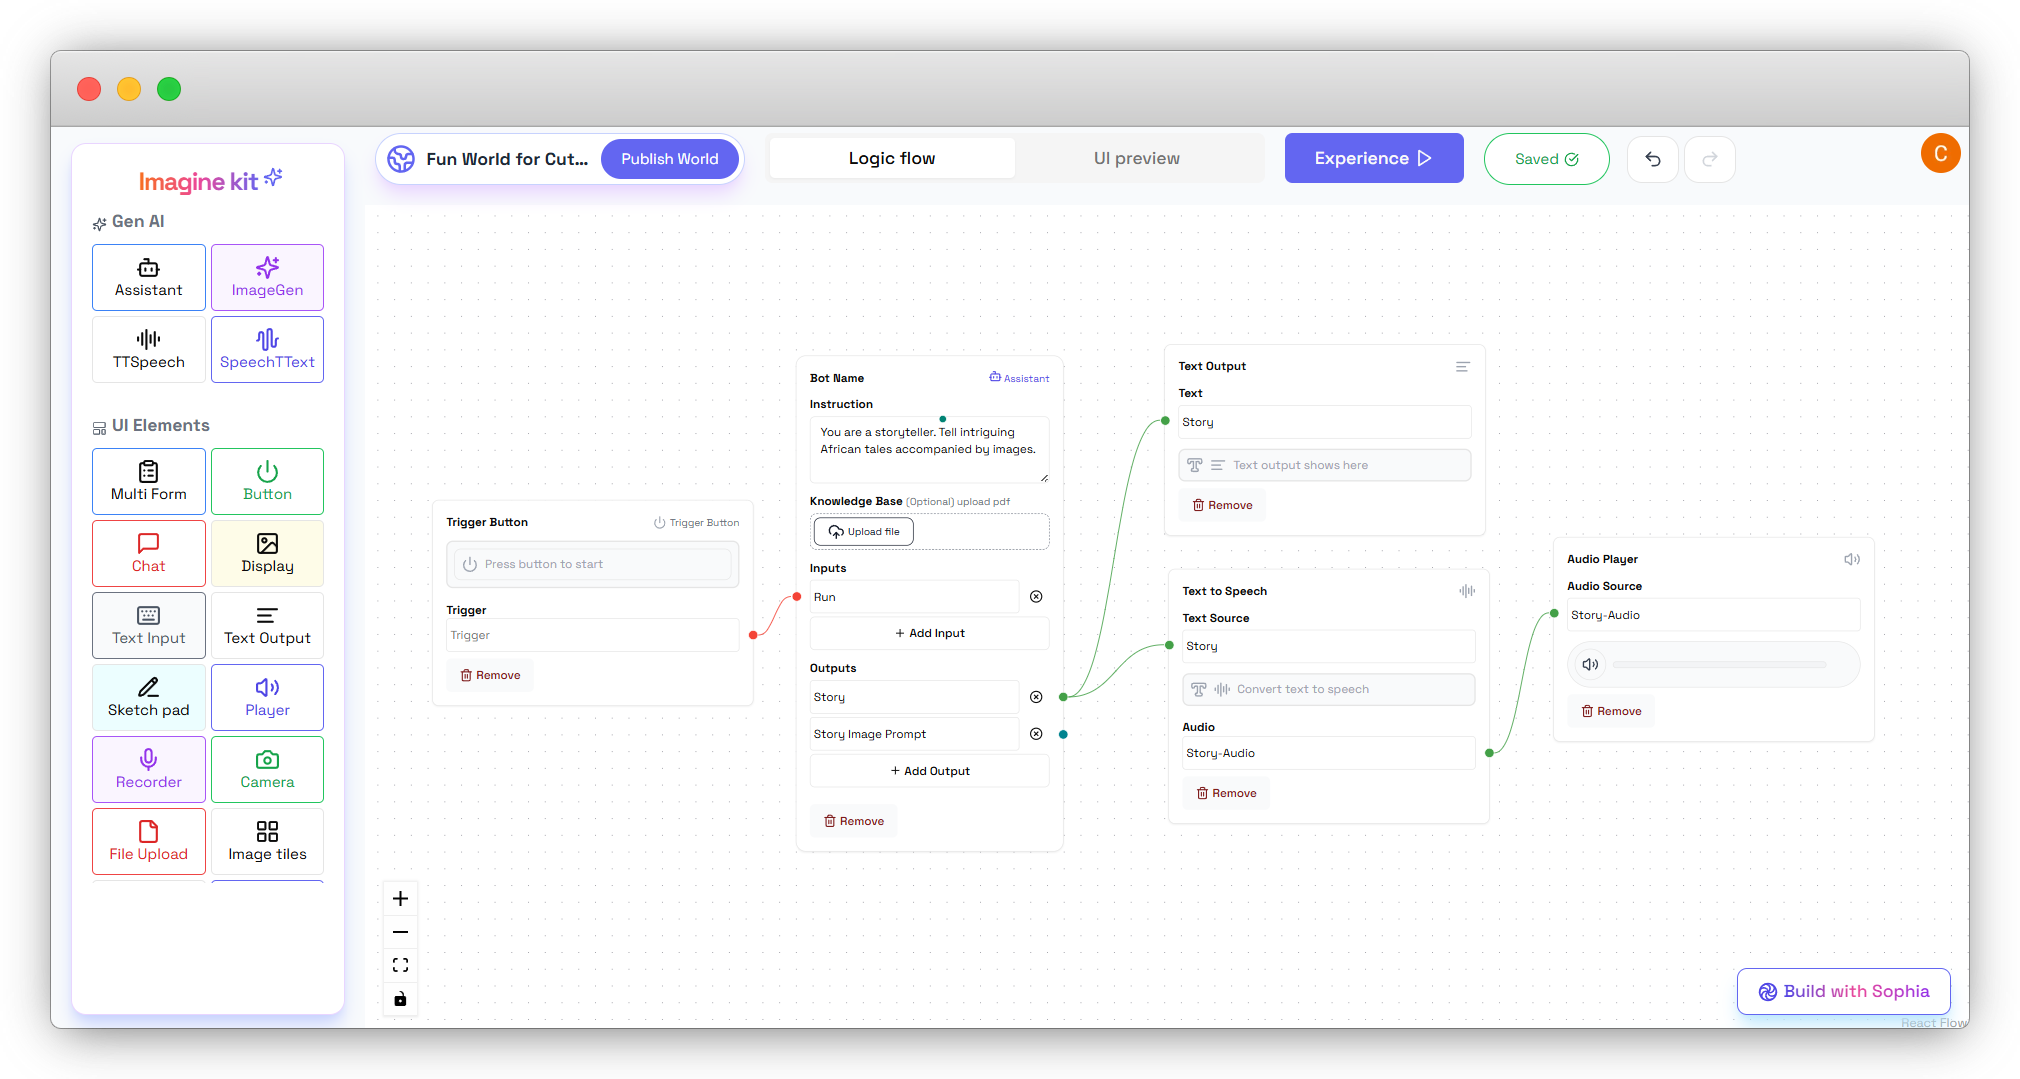 Imagine kit
Gen AI
Assistant
ImageGen
TTSpeech
SpeechTText
UI Elements
Multi Form
Button
Chat
Display
Text Input
Text Output
Sketch pad
Player
Recorder
Camera
File Upload
Image tiles
Fun World for Cut...
Publish World
Logic flow
UI preview
Experience
Saved
C
Trigger Button
Trigger Button
Press button to start
Trigger
Trigger
Remove
Bot Name
Assistant
Instruction
You are a storyteller. Tell intriguing
African tales accompanied by images.
Knowledge Base (Optional) upload pdf
Upload file
Inputs
Run
+ Add Input
Outputs
Story
Story Image Prompt
+ Add Output
Remove
Text Output
Text
Story
Text output shows here
Remove
Text to Speech
Text Source
Story
Convert text to speech
Audio
Story-Audio
Remove
Audio Player
Audio Source
Story-Audio
Remove
Build with Sophia
React Flow